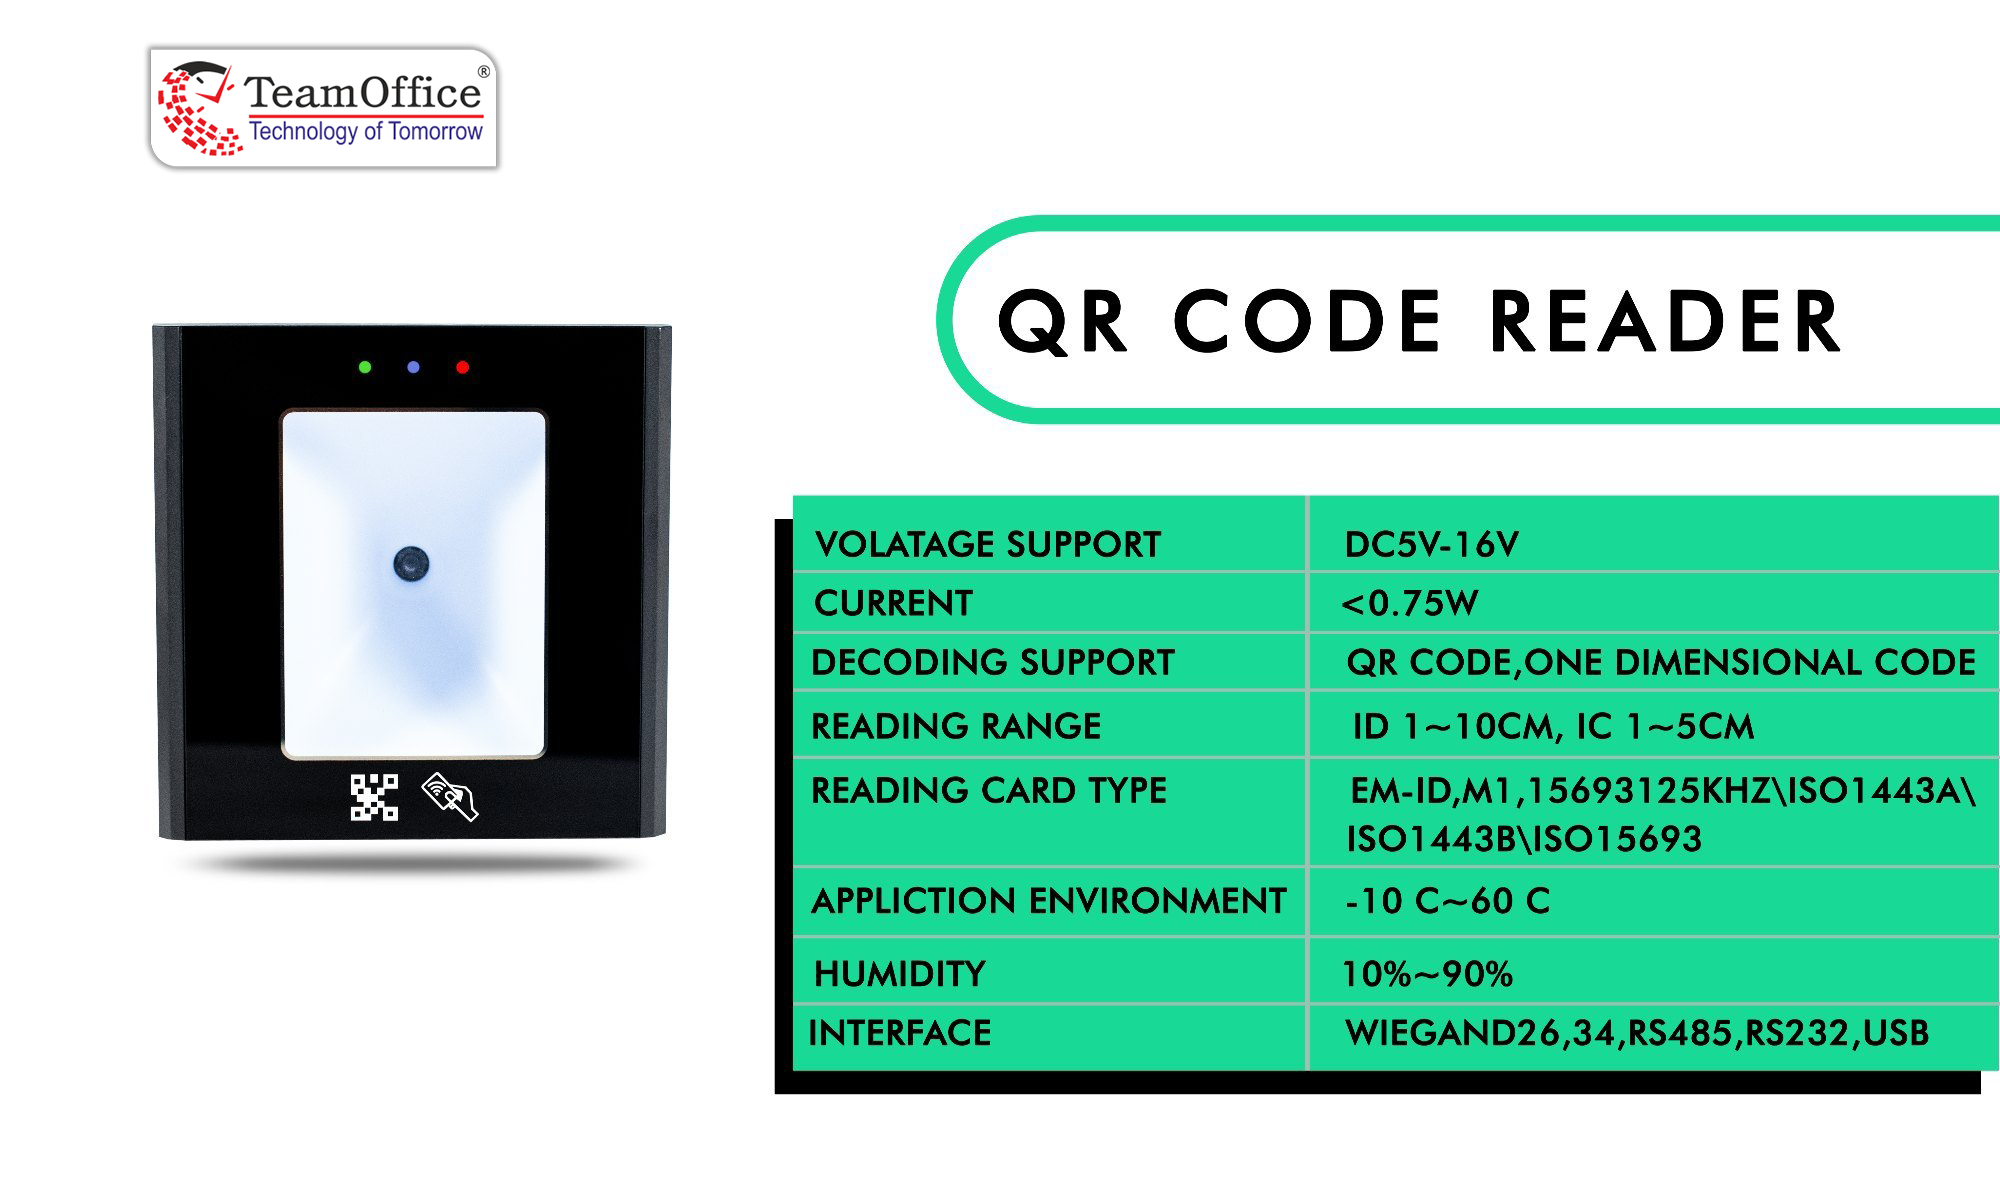 TeamOffice®
Technology of Tomorrow
QR CODE READER
VOLATAGE SUPPORT DC5V-16V
CURRENT <0.75W
DECODING SUPPORT QR CODE,ONE DIMENSIONAL CODE
READING RANGE ID 1~10CM, IC 1~5CM
READING CARD TYPE EM-ID,M1,15693125KHZ\ISO1443A\
ISO1443B\ISO15693
APPLICTION ENVIRONMENT -10 C~60 C
HUMIDITY 10%~90%
INTERFACE WIEGAND26,34,RS485,RS232,USB